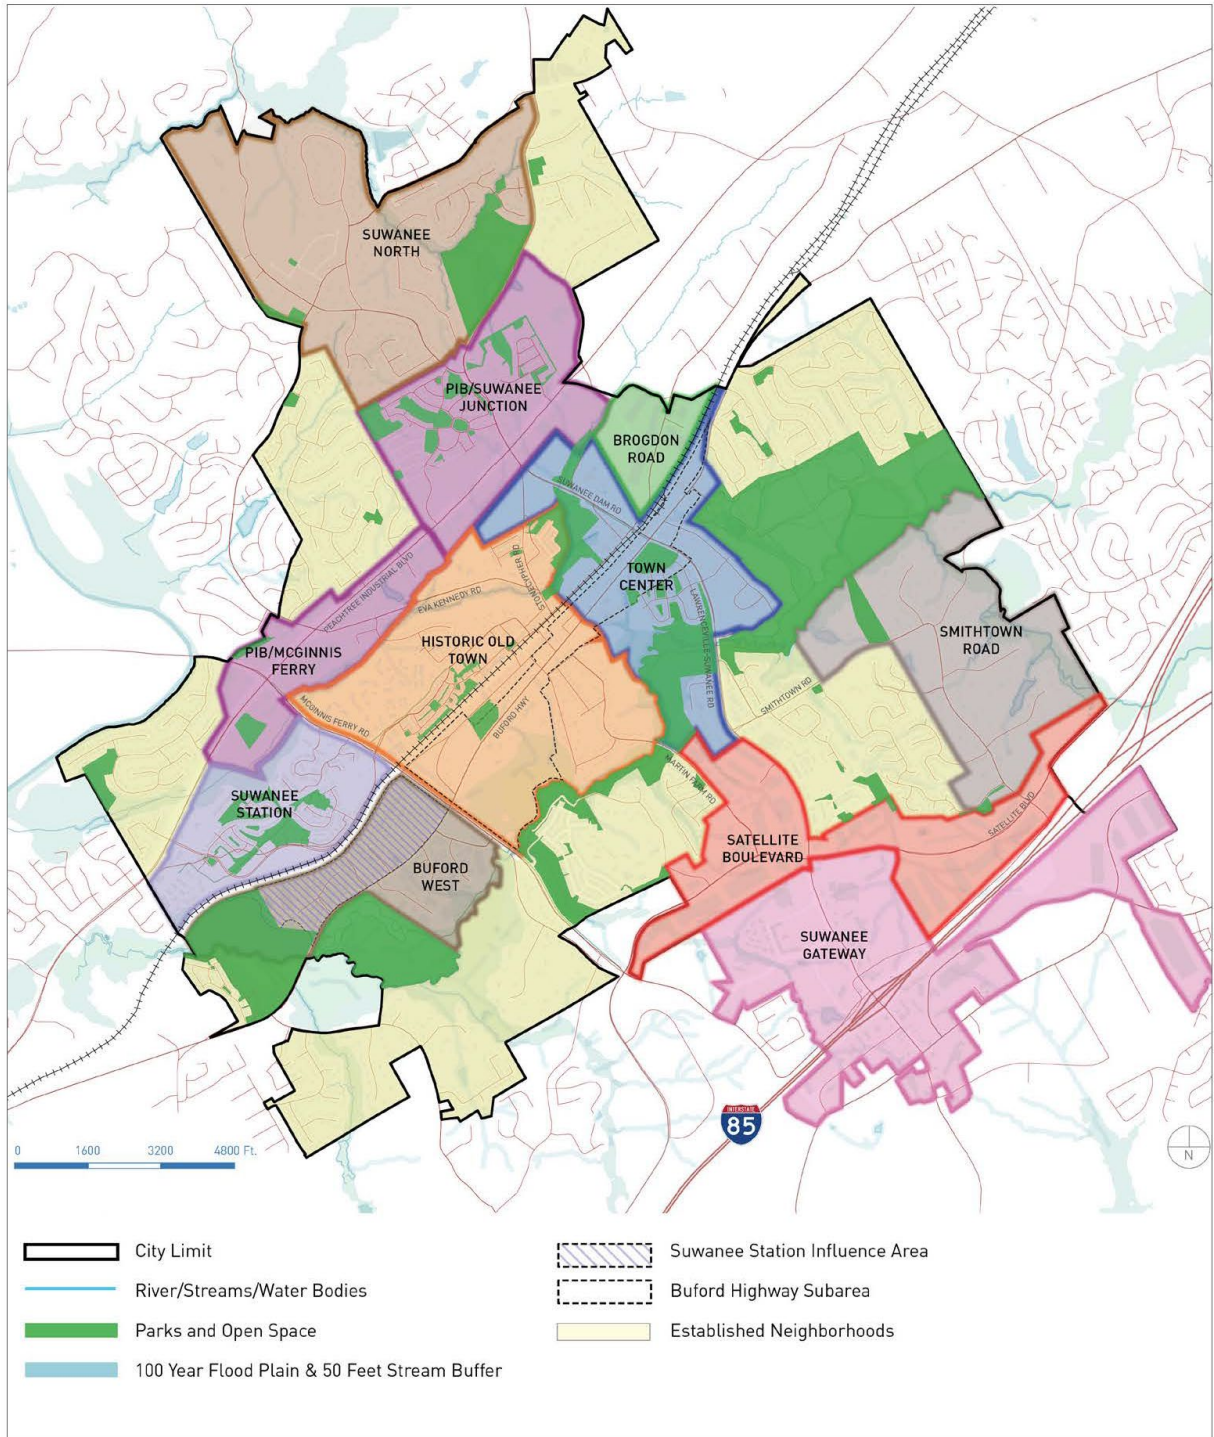 SUWANEE
NORTH
PIB/SUWANEE
JUNCTION
BROGDON
ROAD
SUWANEE DAM RD
TOWN
CENTER
STONECYPHER RD
EVA KENNEDY RD
PEACHTREE INDUSTRIAL BLVD
LAWRENCEVILLE-SUWANEE RD
HISTORIC OLD
TOWN
PIB/MCGINNIS
FERRY
SMITHTOWN
ROAD
SMITHTOWN RD
MCGINNIS FERRY RD
BUFORD HWY
MARTIN FARM RD
SUWANEE
STATION
SATELLITE BLVD
SATELLITE
BOULEVARD
BUFORD
WEST
SUWANEE
GATEWAY
INTERSTATE
85
0 1600 3200 4800 Ft.
N
City Limit
River/Streams/Water Bodies
Parks and Open Space
100 Year Flood Plain & 50 Feet Stream Buffer
Suwanee Station Influence Area
Buford Highway Subarea
Established Neighborhoods